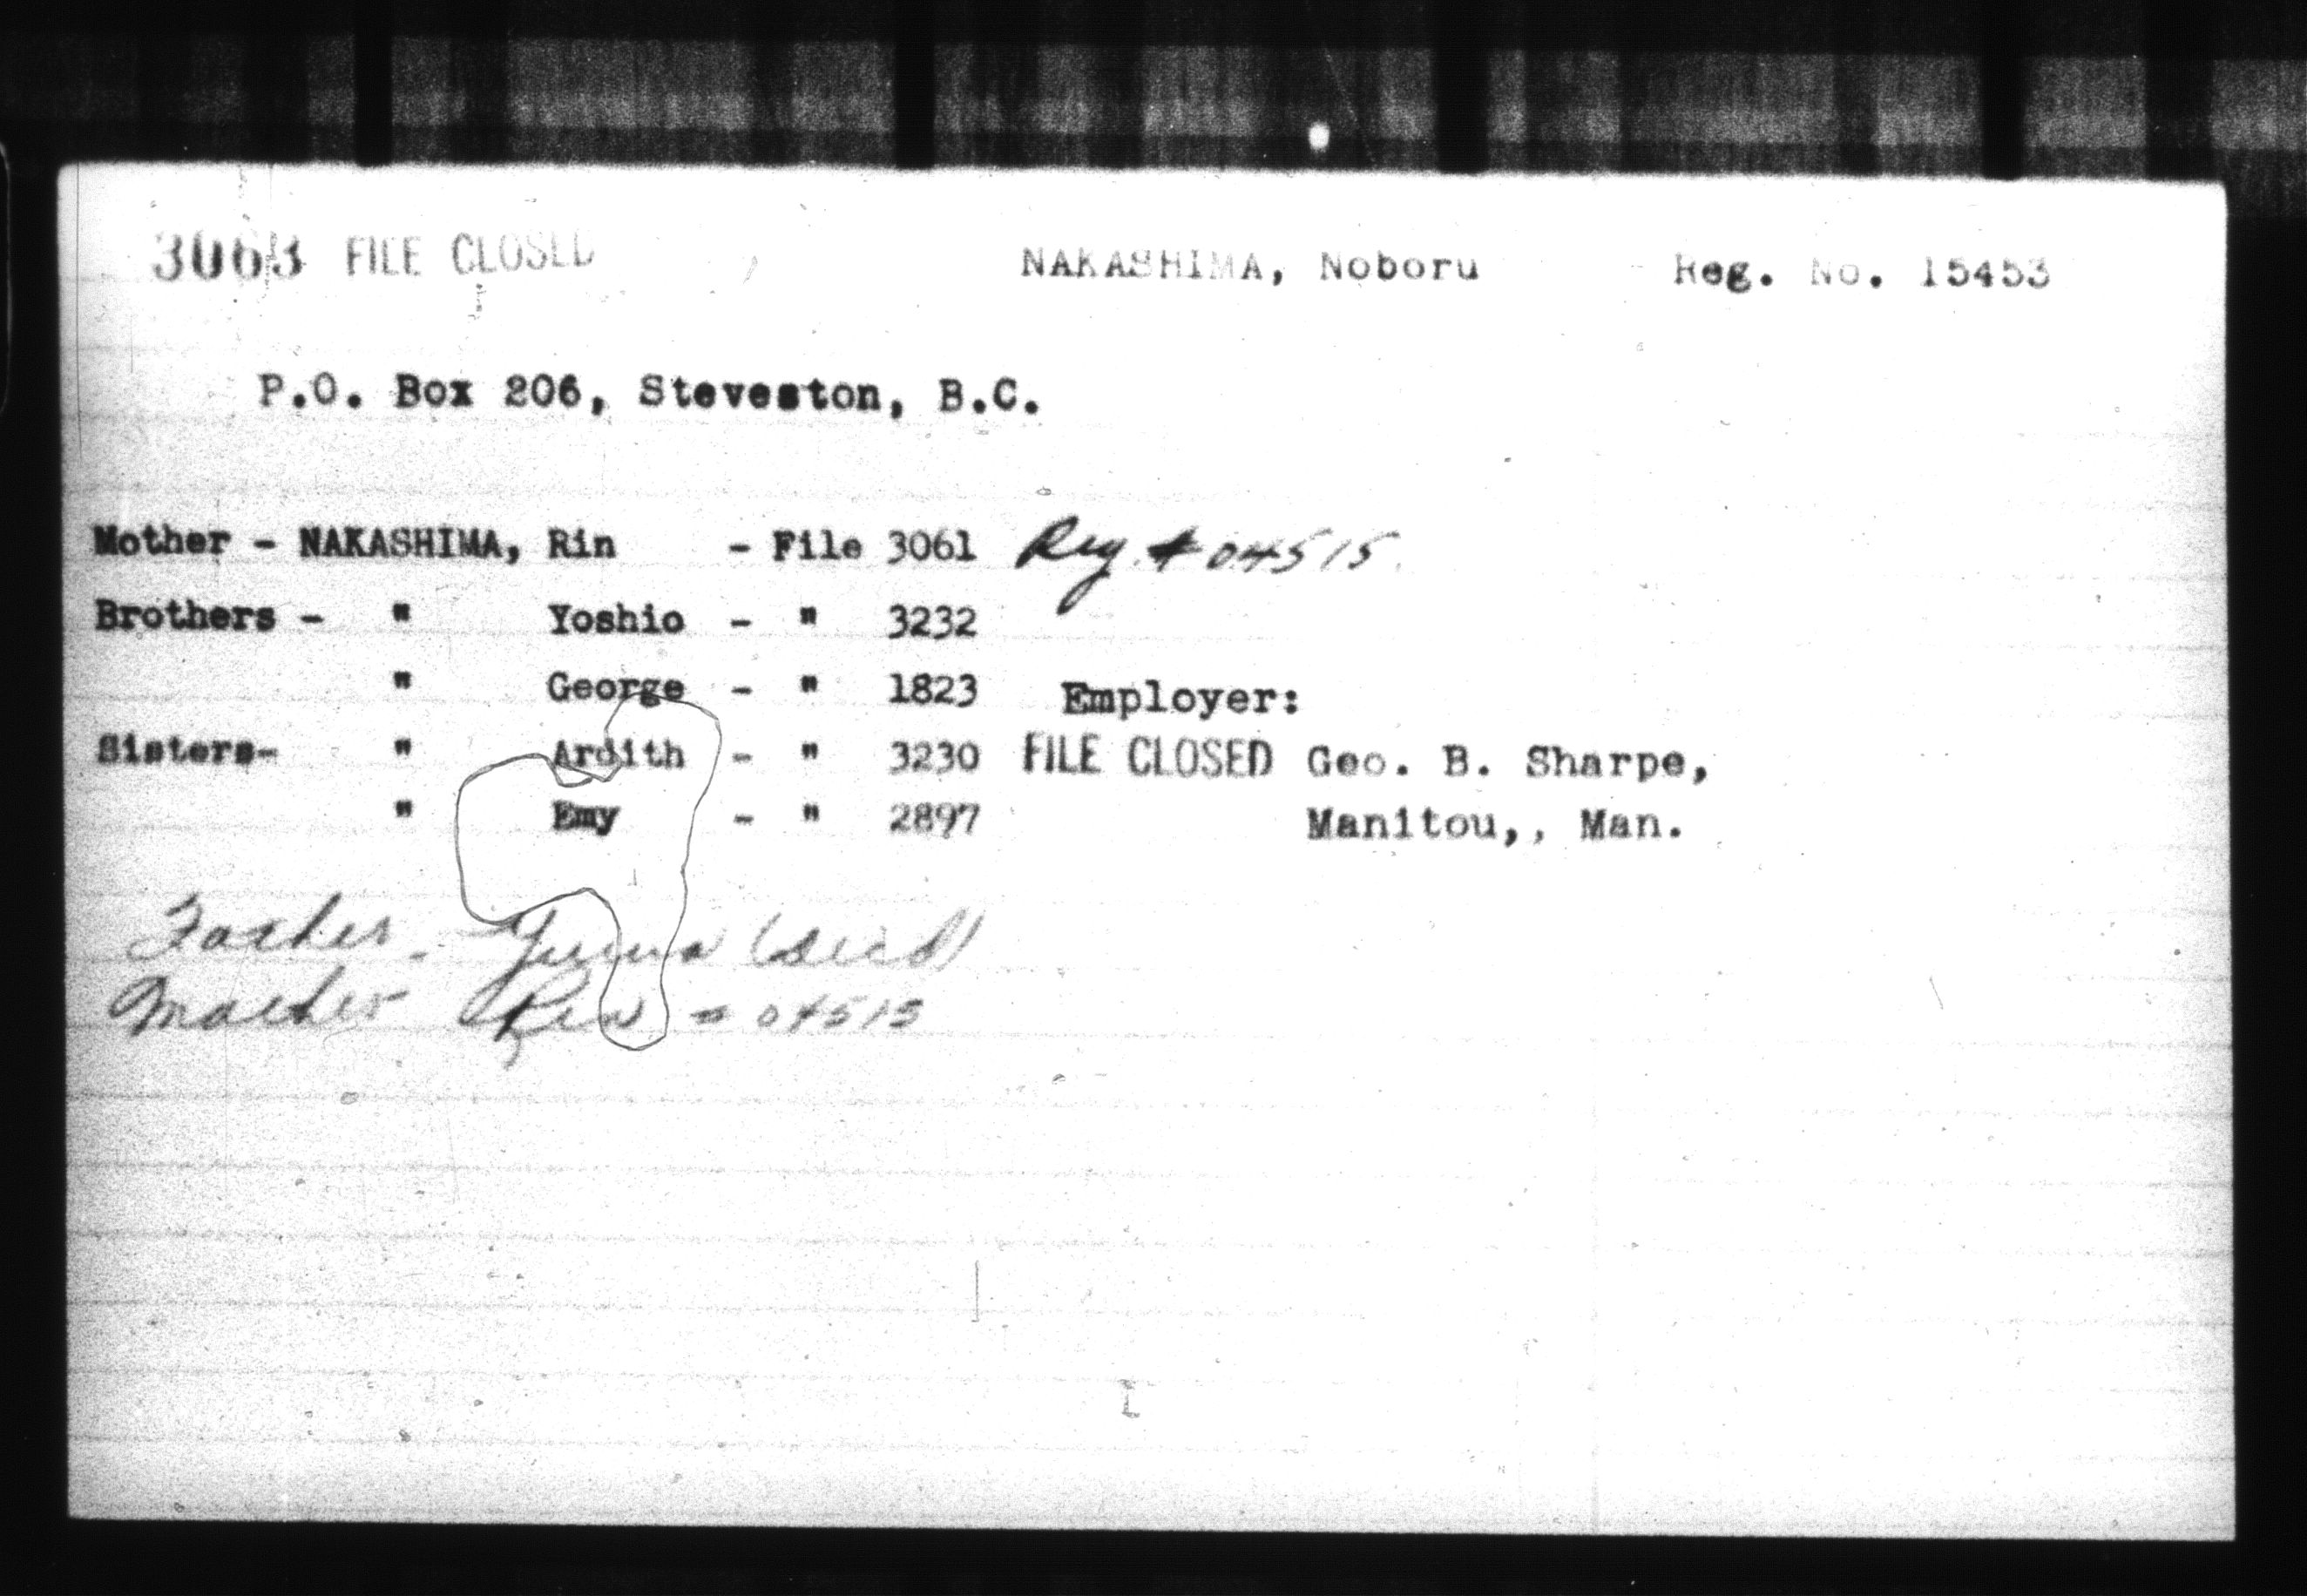 3063 FILE CLOSED NAKASHIMA, Noboru - Reg. No. 15453
P.O. Box 206, Steveston, B.C.
Mother - NAKASHIMA, Rin - File 3061 Reg. # 04515
Brothers - " Yoshio - " 3232
" George - " 1823 Employer:
Sisters- " Ardith - " 3230 FILE CLOSED Geo. B. Sharpe,
" Emy - " 2897 Manitou,, Man.
Father - (decd)
Mother Rin = 04515